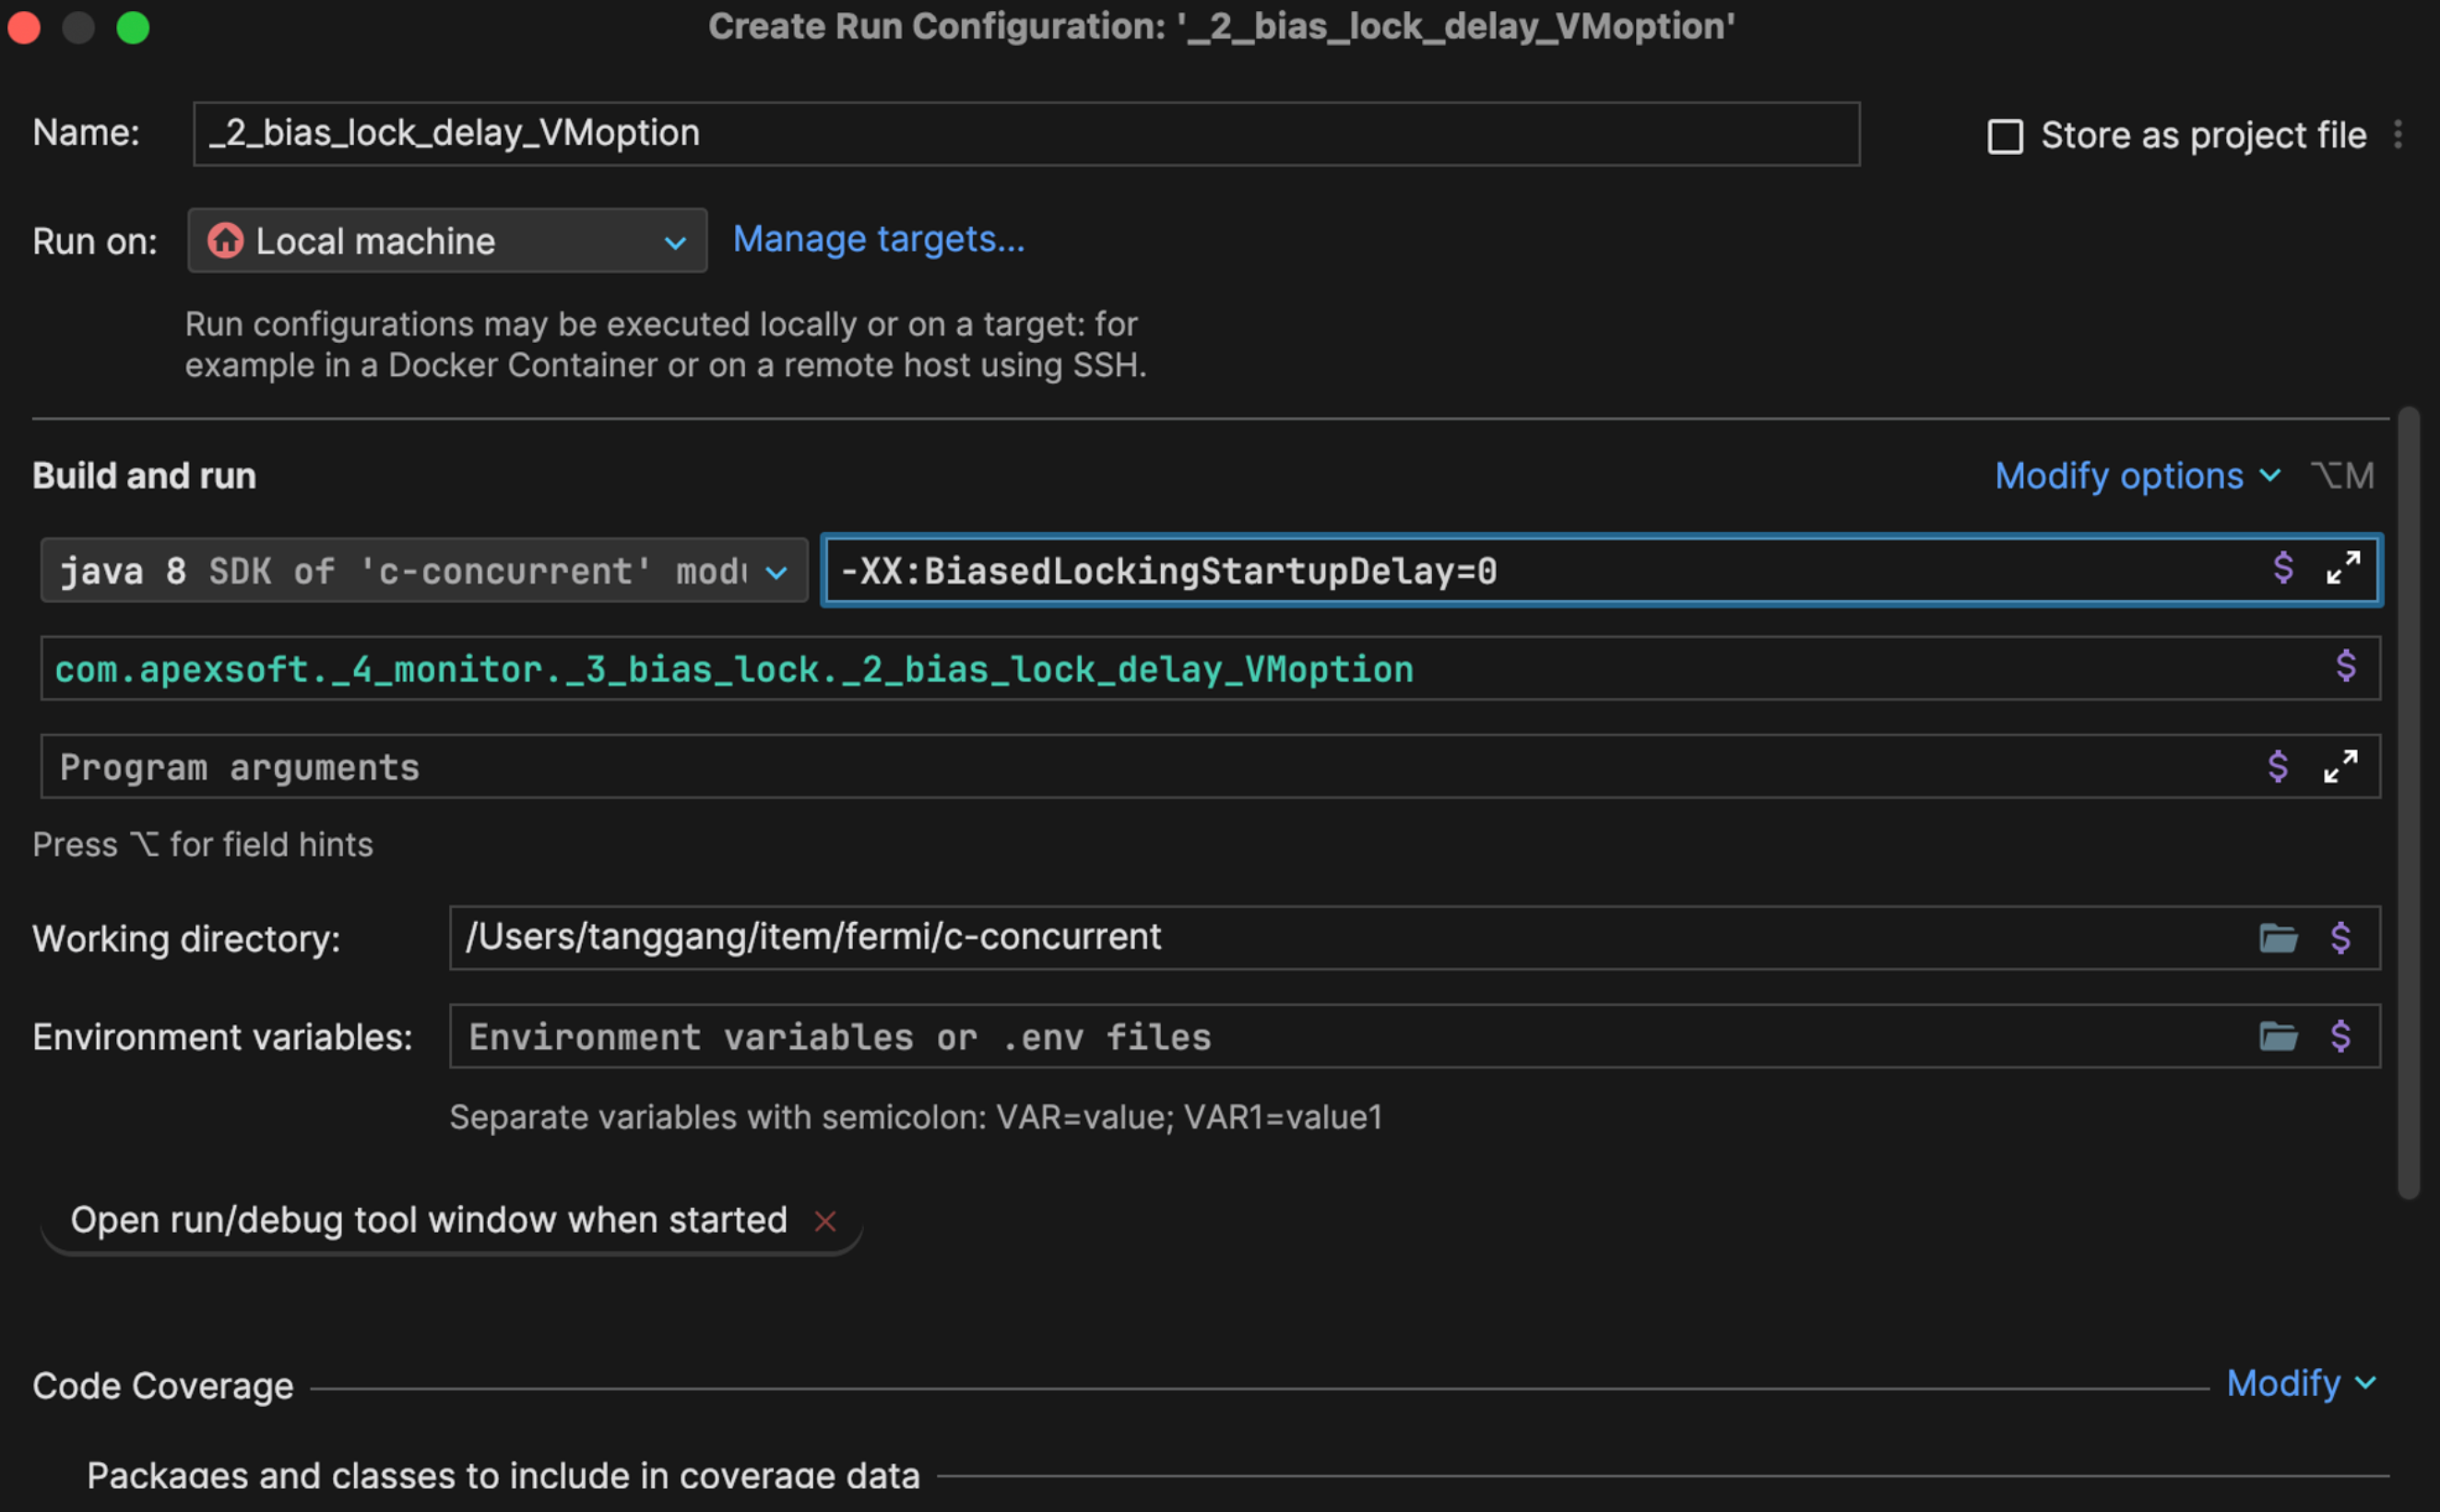 Create Run Configuration: '_2_bias_lock_delay_VMoption'
Name: _2_bias_lock_delay_VMoption Store as project file
Run on: Local machine Manage targets...
Run configurations may be executed locally or on a target: for
example in a Docker Container or on a remote host using SSH.
Build and run Modify options ⌥M
java 8 SDK of 'c-concurrent' modu -XX:BiasedLockingStartupDelay=0
com.apexsoft._4_monitor._3_bias_lock._2_bias_lock_delay_VMoption
Program arguments
Press ⌥ for field hints
Working directory: /Users/tanggang/item/fermi/c-concurrent
Environment variables: Environment variables or .env files
Separate variables with semicolon: VAR=value; VAR1=value1
Open run/debug tool window when started
Code Coverage Modify
Packages and classes to include in coverage data